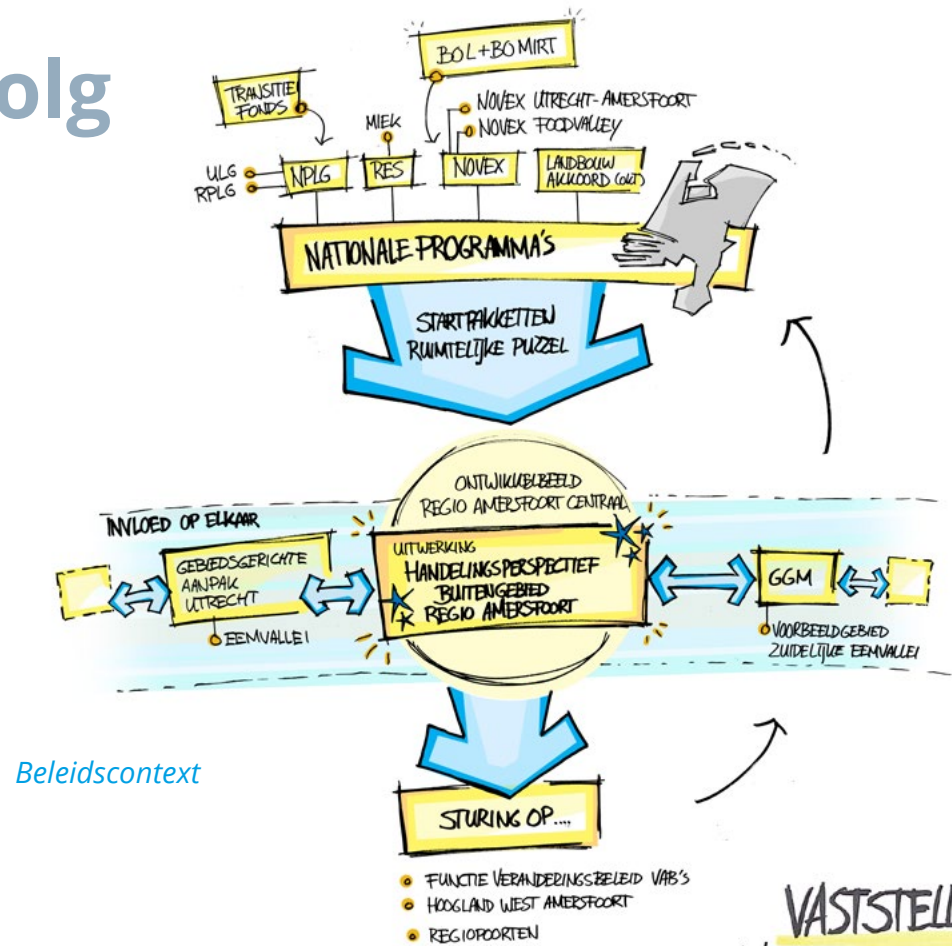 olg
BOL+BO MIRT
TRANSITIE
FONDS
NOVEX UTRECHT-AMERSFOORT
MIEK
NOVEX FOODVALLEY
ULG
RPLG
NPLG
RES
NOVEX
LANDBOUW
AKKOORD (okt)
NATIONALE PROGRAMMA'S
STARTPAKKETTEN
RUIMTELIJKE PUZZEL
ONTWIKKELBEELD
REGIO AMERSFOORT CENTRAAL
INVLOED OP ELKAAR
GEBIEDSGERICHTE
AANPAK
UTRECHT
EEMVALLEI
UITWERKING
HANDELINGSPERSPECTIEF
BUITENGEBIED
REGIO AMERSFOORT
GGM
VOORBEELDGEBIED
ZUIDELIJKE EEMVALLEI
Beleidscontext
STURING OP....
FUNCTIE VERANDERINGSBELEID VAB'S
HOOGLAND WEST AMERSFOORT
REGIOPOORTEN
VASTSTELL